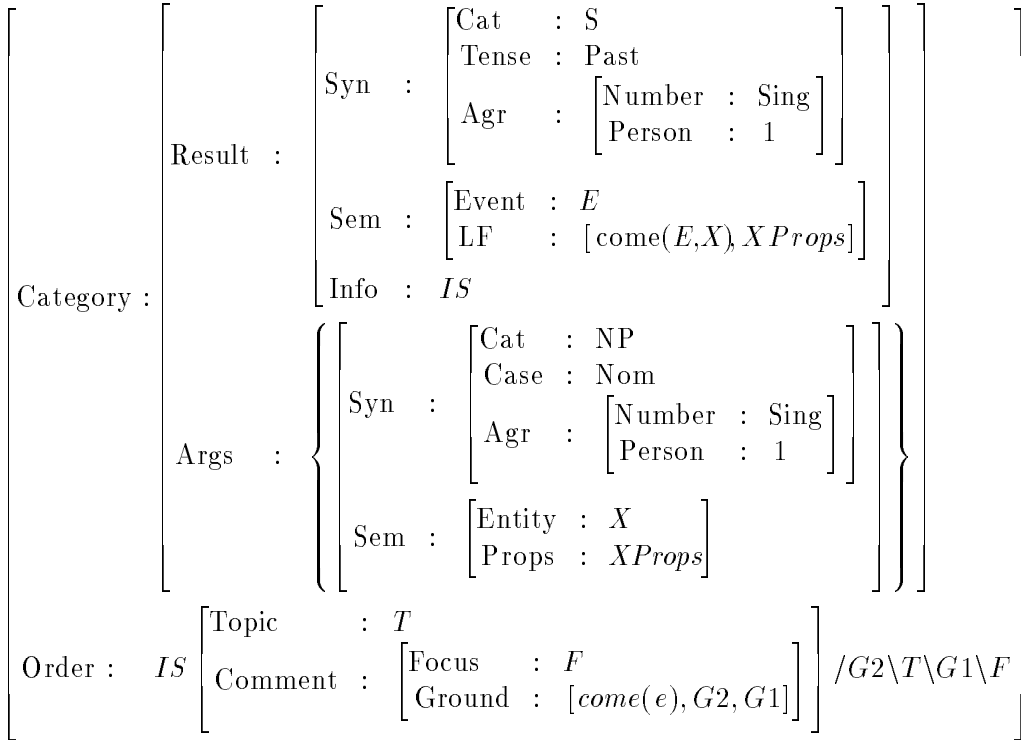 Cat : S
Tense : Past
Syn : Agr : Number : Sing
Person : 1
Result :
Sem : Event : E
LF : [come(E,X), XProps]
Info : IS
Category :
Cat : NP
Case : Nom
Syn : Agr : Number : Sing
Person : 1
Args :
Sem : Entity : X
Props : XProps
Topic : T
Order : IS Comment : Focus : F /G2\T\G1\F
Ground : [come(e), G2, G1]